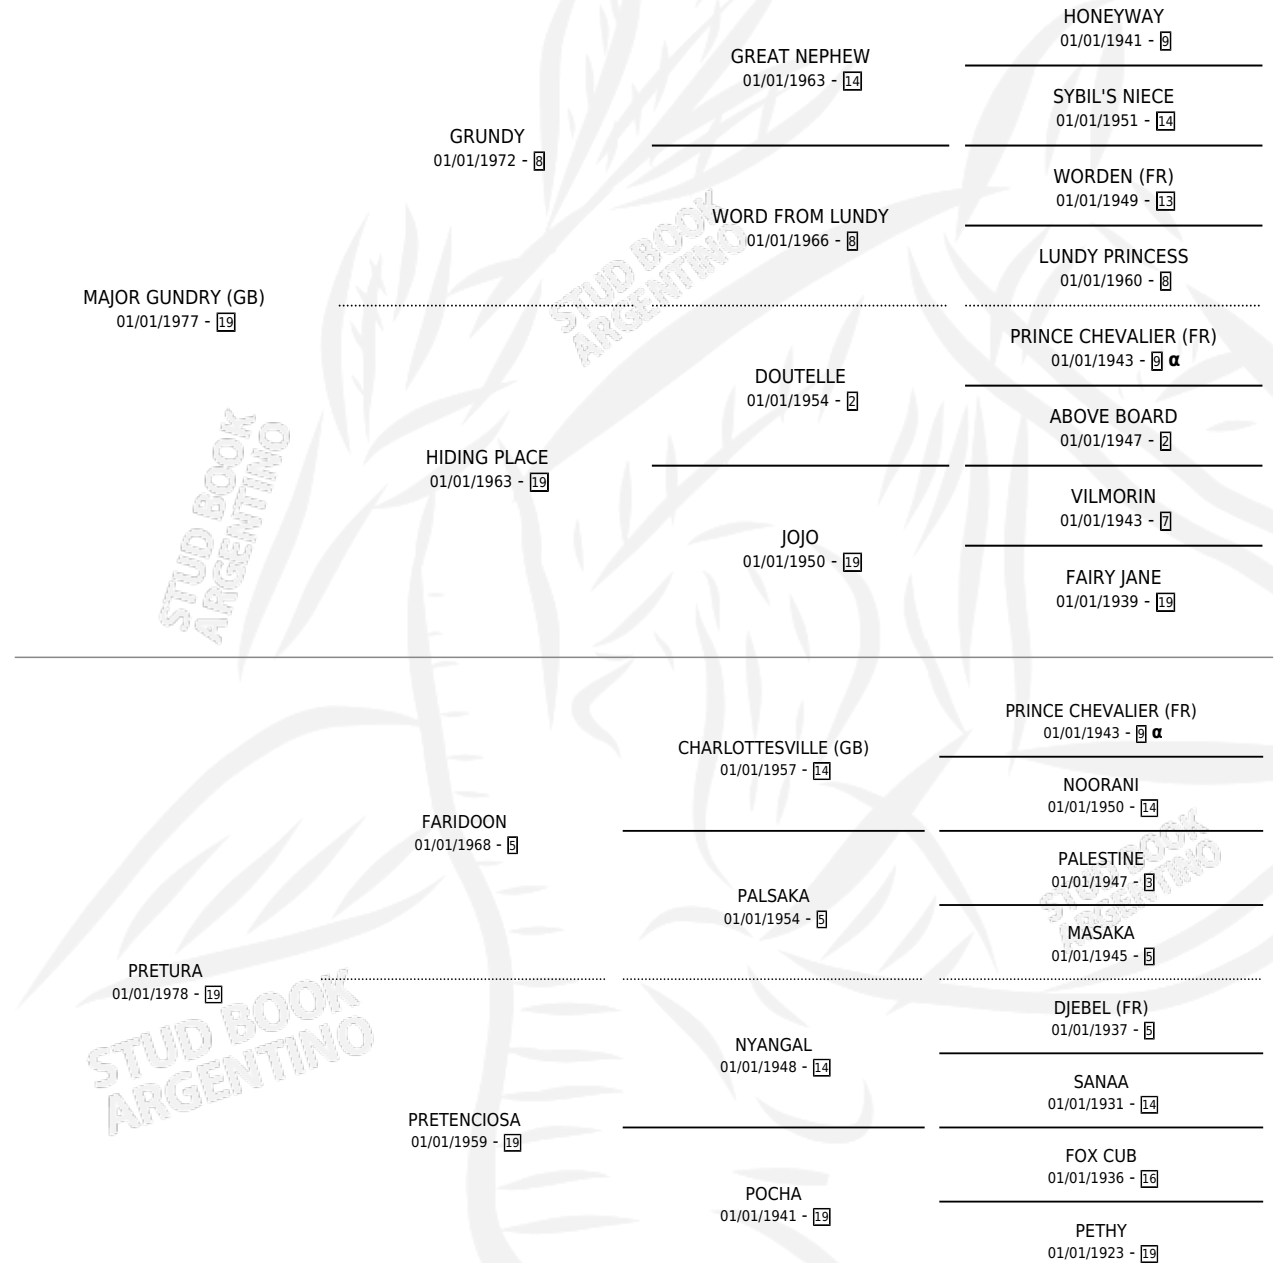 HONEYWAY
01/01/1941 - 9
GREAT NEPHEW
01/01/1963 - 14
SYBIL'S NIECE
01/01/1951 - 14
GRUNDY
01/01/1972 - 8
WORDEN (FR)
01/01/1949 - 13
WORD FROM LUNDY
01/01/1966 - 8
LUNDY PRINCESS
01/01/1960 - 8
MAJOR GUNDRY (GB)
01/01/1977 - 19
PRINCE CHEVALIER (FR)
01/01/1943 - 9 α
DOUTELLE
01/01/1954 - 2
ABOVE BOARD
01/01/1947 - 2
HIDING PLACE
01/01/1963 - 19
VILMORIN
01/01/1943 - 7
JOJO
01/01/1950 - 19
FAIRY JANE
01/01/1939 - 19
PRINCE CHEVALIER (FR)
01/01/1943 - 9 α
CHARLOTTESVILLE (GB)
01/01/1957 - 14
NOORANI
01/01/1950 - 14
FARIDOON
01/01/1968 - 5
PALESTINE
01/01/1947 - 3
PALSAKA
01/01/1954 - 5
MASAKA
01/01/1945 - 5
PRETURA
01/01/1978 - 19
DJEBEL (FR)
01/01/1937 - 5
NYANGAL
01/01/1948 - 14
SANAA
01/01/1931 - 14
PRETENCIOSA
01/01/1959 - 19
FOX CUB
01/01/1936 - 16
POCHA
01/01/1941 - 19
PETHY
01/01/1923 - 19
STUD BOOK
ARGENTINO
STUD BOOK
ARGENTINO
STUD BOOK
ARGENTINO
STUD BOOK
ARGENTINO